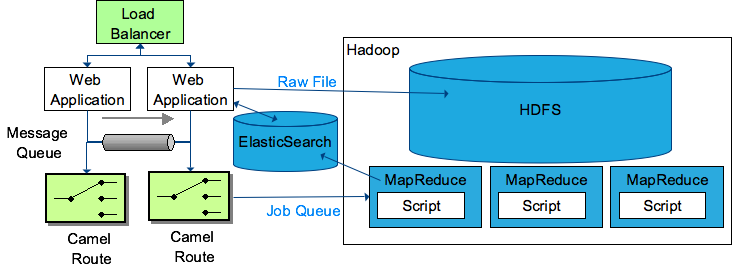 Load
Balancer
Hadoop
Web
Application
Web
Application
Raw File
HDFS
Message
Queue
ElasticSearch
MapReduce
Script
MapReduce
Script
MapReduce
Script
Job Queue
Camel
Route
Camel
Route